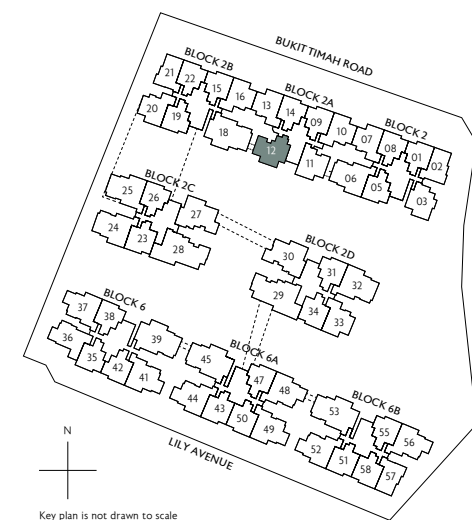 BUKIT TIMAH ROAD
BLOCK 2B
21 22 15 16 13 14 09 10 07 08 01 02
BLOCK 2A
BLOCK 2
20 19 18 12 11 06 05 03
BLOCK 2C
25 26 27
24 23 28
BLOCK 2D
30 31 32
29 34 33
BLOCK 6
37 38 39
36 35 42 41
BLOCK 6A
45 47 48
44 43 50 49
BLOCK 6B
53 55 56
52 51 58 57
LILY AVENUE
N
Key plan is not drawn to scale